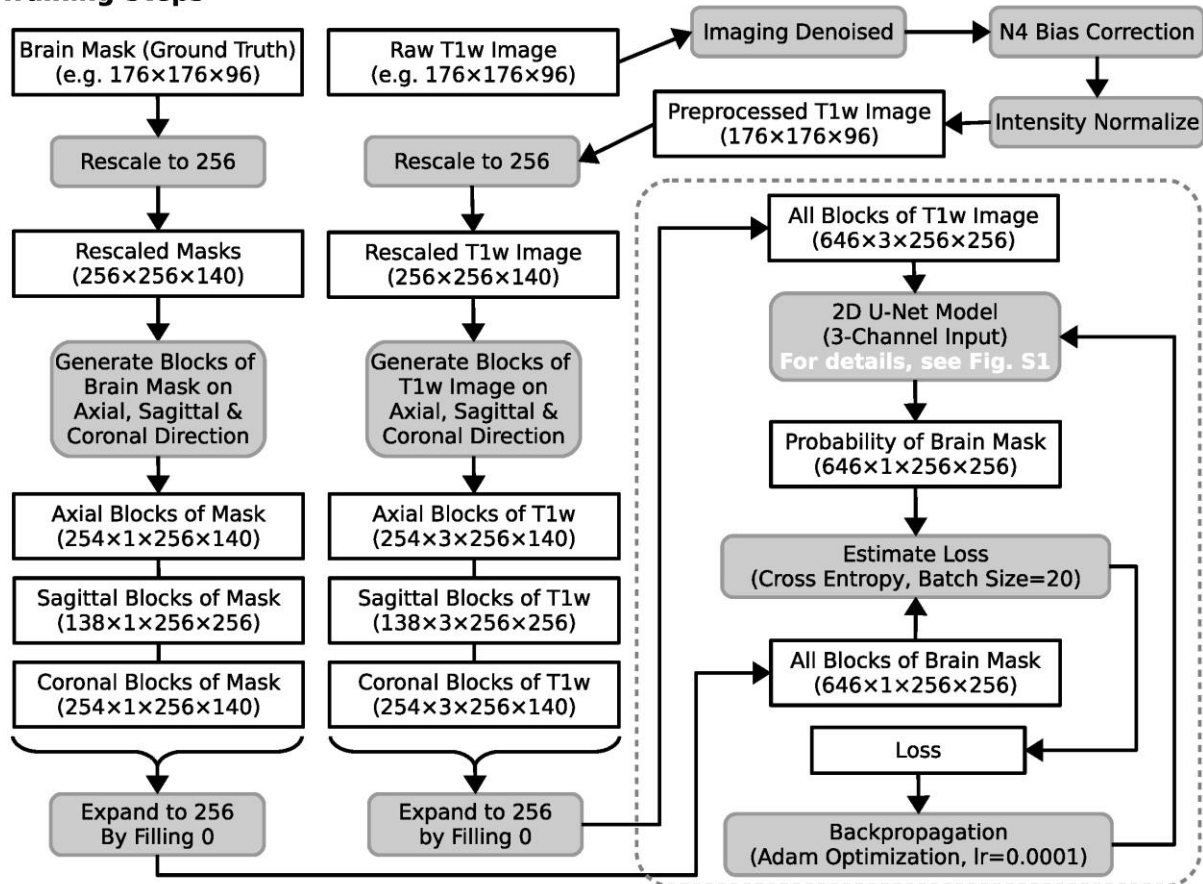 Training Steps
Brain Mask (Ground Truth)
(e.g. 176×176×96)
Raw T1w Image
(e.g. 176×176×96)
Imaging Denoised
N4 Bias Correction
Preprocessed T1w Image
(176×176×96)
Intensity Normalize
Rescale to 256
Rescale to 256
Rescaled Masks
(256×256×140)
Rescaled T1w Image
(256×256×140)
Generate Blocks of
Brain Mask on
Axial, Sagittal &
Coronal Direction
Generate Blocks of
T1w Image on
Axial, Sagittal &
Coronal Direction
Axial Blocks of Mask
(254×1×256×140)
Axial Blocks of T1w
(254×3×256×140)
Sagittal Blocks of Mask
(138×1×256×256)
Sagittal Blocks of T1w
(138×3×256×256)
Coronal Blocks of Mask
(254×1×256×140)
Coronal Blocks of T1w
(254×3×256×140)
Expand to 256
By Filling 0
Expand to 256
by Filling 0
All Blocks of T1w Image
(646×3×256×256)
2D U-Net Model
(3-Channel Input)
For details, see Fig. S1
Probability of Brain Mask
(646×1×256×256)
Estimate Loss
(Cross Entropy, Batch Size=20)
All Blocks of Brain Mask
(646×1×256×256)
Loss
Backpropagation
(Adam Optimization, lr=0.0001)